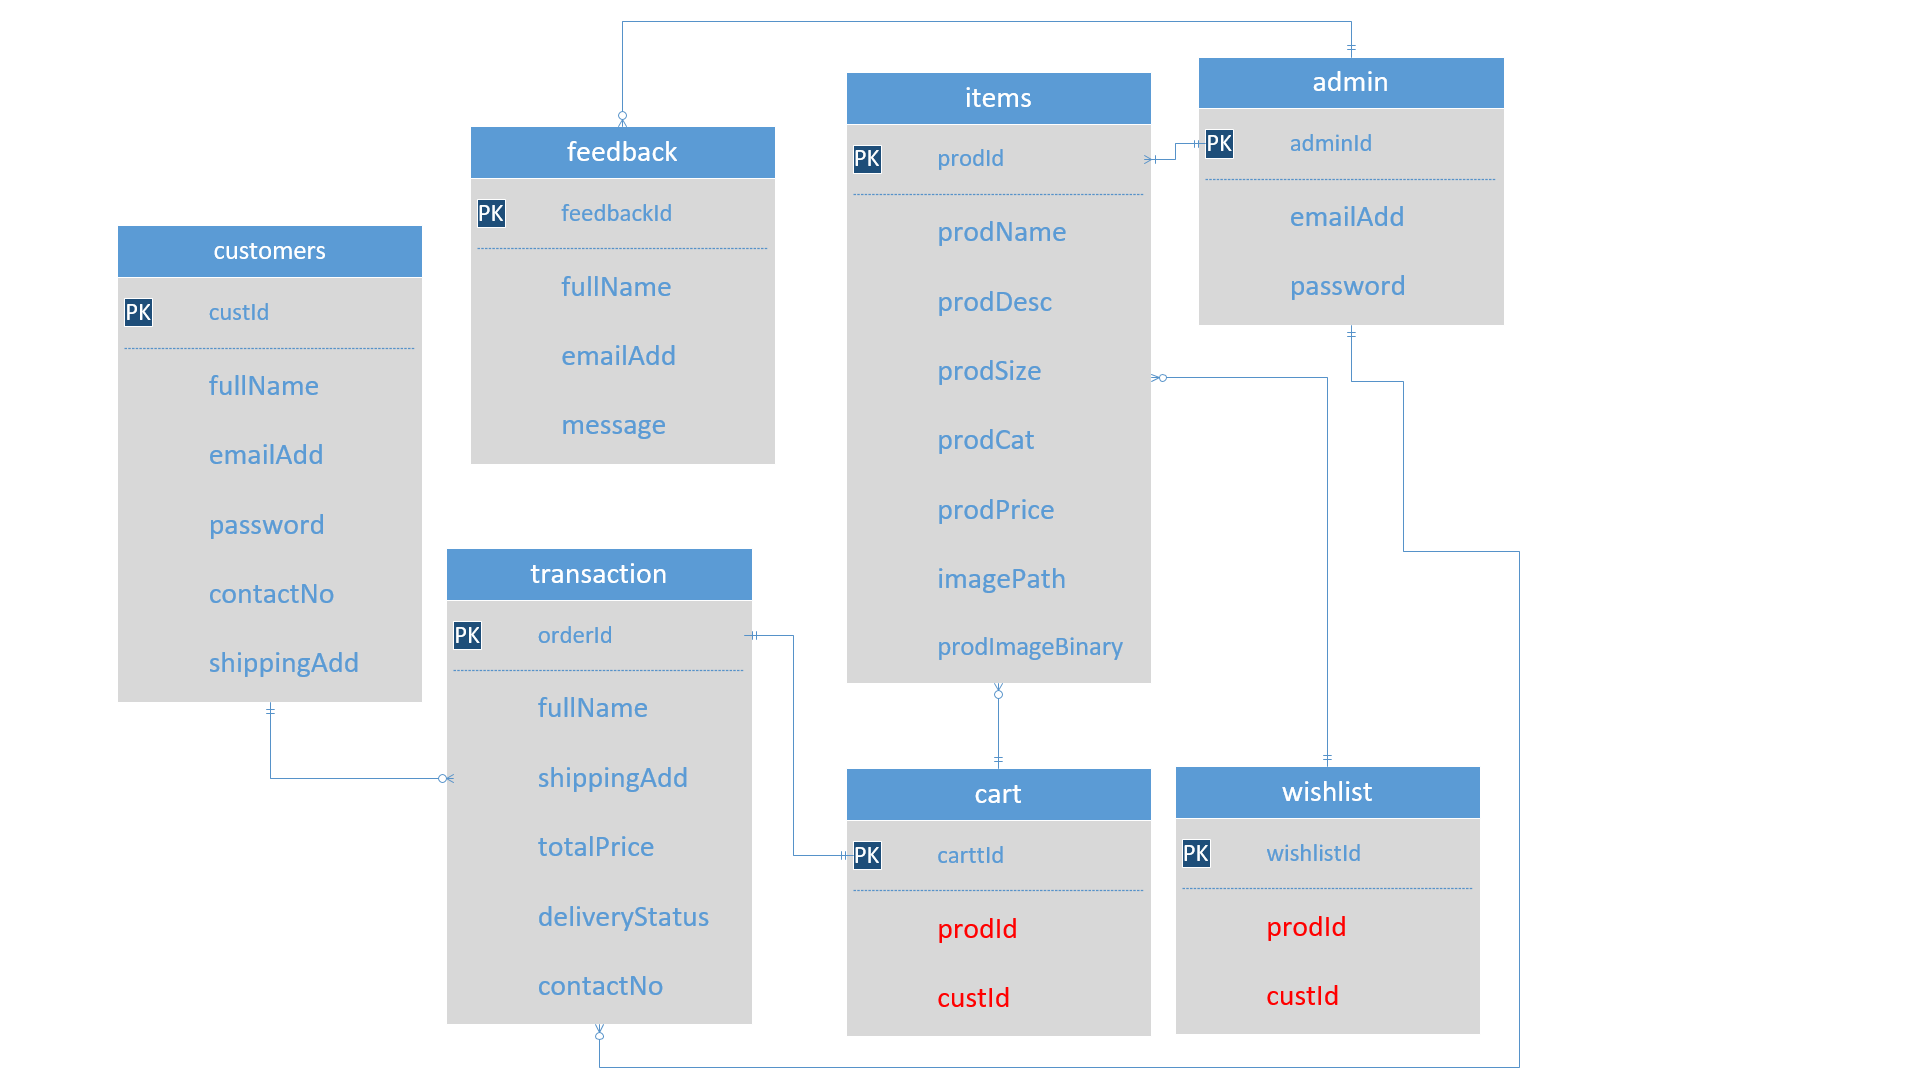 customers
PK custId
fullName
emailAdd
password
contactNo
shippingAdd
feedback
PK feedbackId
fullName
emailAdd
message
transaction
PK orderId
fullName
shippingAdd
totalPrice
deliveryStatus
contactNo
items
PK prodId
prodName
prodDesc
prodSize
prodCat
prodPrice
imagePath
prodImageBinary
admin
PK adminId
emailAdd
password
cart
PK carttId
prodId
custId
wishlist
PK wishlistId
prodId
custId